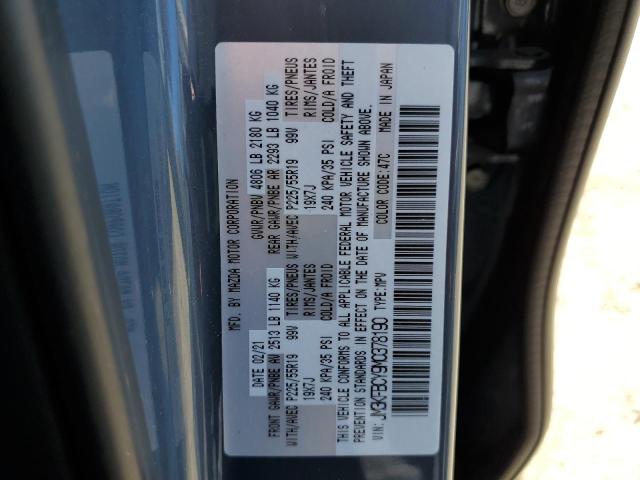 MFD. BY MAZDA MOTOR CORPORATION
DATE 02/21 GVWR/PNBV 4806 LB 2180 KG
FRONT GAWR/PNBE AV 2513 LB 1140 KG REAR GAWR/PNBE AR 2293 LB 1040 KG
WITH/AVEC P225/55R19 99V TIRES/PNEUS WITH/AVEC P225/55R19 99V TIRES/PNEUS
19X7J RIMS/JANTES 19X7J RIMS/JANTES
240 KPA/35 PSI COLD/A FROID 240 KPA/35 PSI COLD/A FROID
THIS VEHICLE CONFORMS TO ALL APPLICABLE FEDERAL MOTOR VEHICLE SAFETY AND THEFT
PREVENTION STANDARDS IN EFFECT ON THE DATE OF MANUFACTURE SHOWN ABOVE.
VIN: JM3KFBCY9M0378190 TYPE:MPV COLOR CODE:47C MADE IN JAPAN